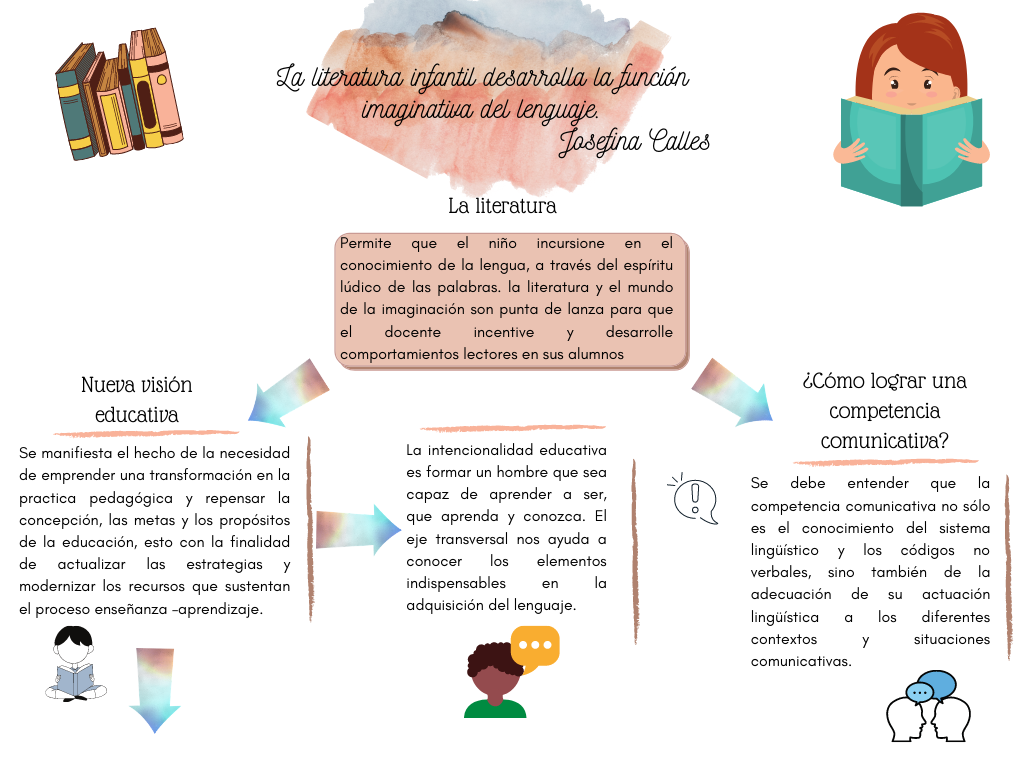 La literatura infantil desarrolla la función
imaginativa del lenguaje.
Josefina Calles
La literatura
Permite que el niño incursione en el
conocimiento de la lengua, a través del espíritu
lúdico de las palabras. la literatura y el mundo
de la imaginación son punta de lanza para que
el docente incentive y desarrolle
comportamientos lectores en sus alumnos
Nueva visión
educativa
Se manifiesta el hecho de la necesidad
de emprender una transformación en la
practica pedagógica y repensar la
concepción, las metas y los propósitos
de la educación, esto con la finalidad
de actualizar las estrategias y
modernizar los recursos que sustentan
el proceso enseñanza -aprendizaje.
La intencionalidad educativa
es formar un hombre que sea
capaz de aprender a ser,
que aprenda y conozca. El
eje transversal nos ayuda a
conocer los elementos
indispensables en la
adquisición del lenguaje.
¿Cómo lograr una
competencia
comunicativa?
Se debe entender que la
competencia comunicativa no sólo
es el conocimiento del sistema
lingüístico y los códigos no
verbales, sino también de la
adecuación de su actuación
lingüística a los diferentes
contextos y situaciones
comunicativas.